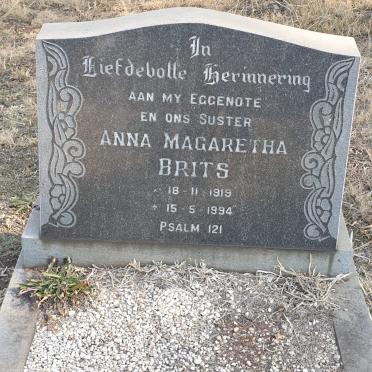 In
Liefdevolle Herinnering
AAN MY EGGENOTE
EN ONS SUSTER
ANNA MAGARETHA
BRITS
* 18 - 11 - 1919
+ 15 - 5 - 1994
PSALM 121